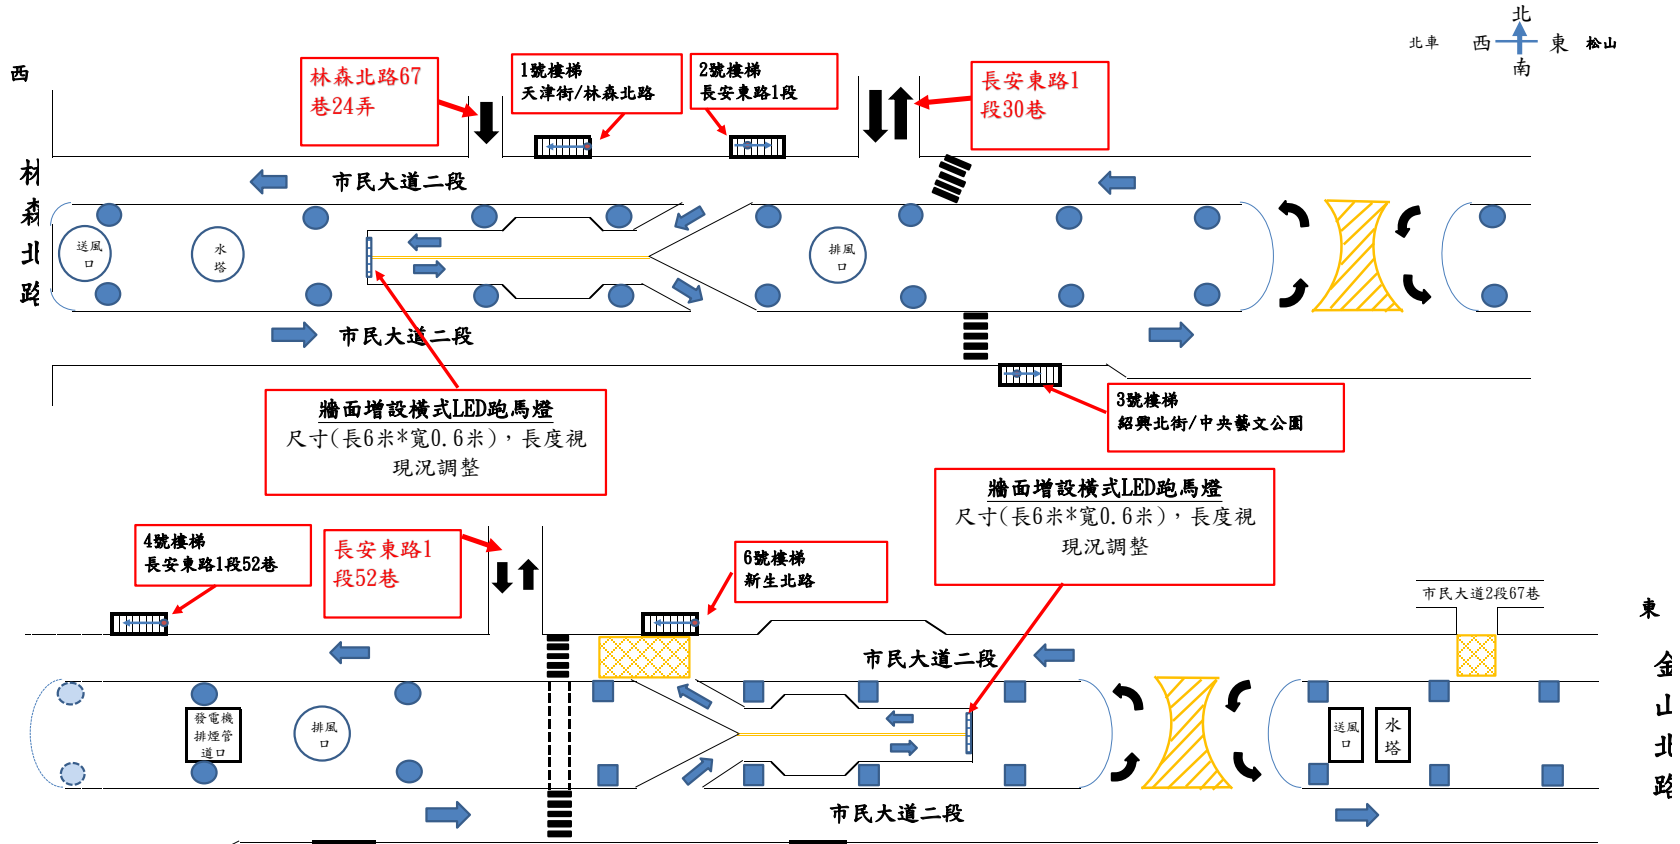 北
北車
西
東
松山
南
西
林森北路67
巷24弄
1號樓梯
天津街/林森北路
2號樓梯
長安東路1段
長安東路1
段30巷
林森北路
市民大道二段
送風
口
水
塔
排風
口
市民大道二段
牆面增設橫式LED跑馬燈
尺寸(長6米*寬0.6米)，長度視
現況調整
3號樓梯
紹興北街/中央藝文公園
牆面增設橫式LED跑馬燈
尺寸(長6米*寬0.6米)，長度視
現況調整
4號樓梯
長安東路1段52巷
長安東路1
段52巷
6號樓梯
新生北路
市民大道2段67巷
東
金山北路
市民大道二段
發電機
排煙管
道口
排風
口
送風
口
水
塔
市民大道二段